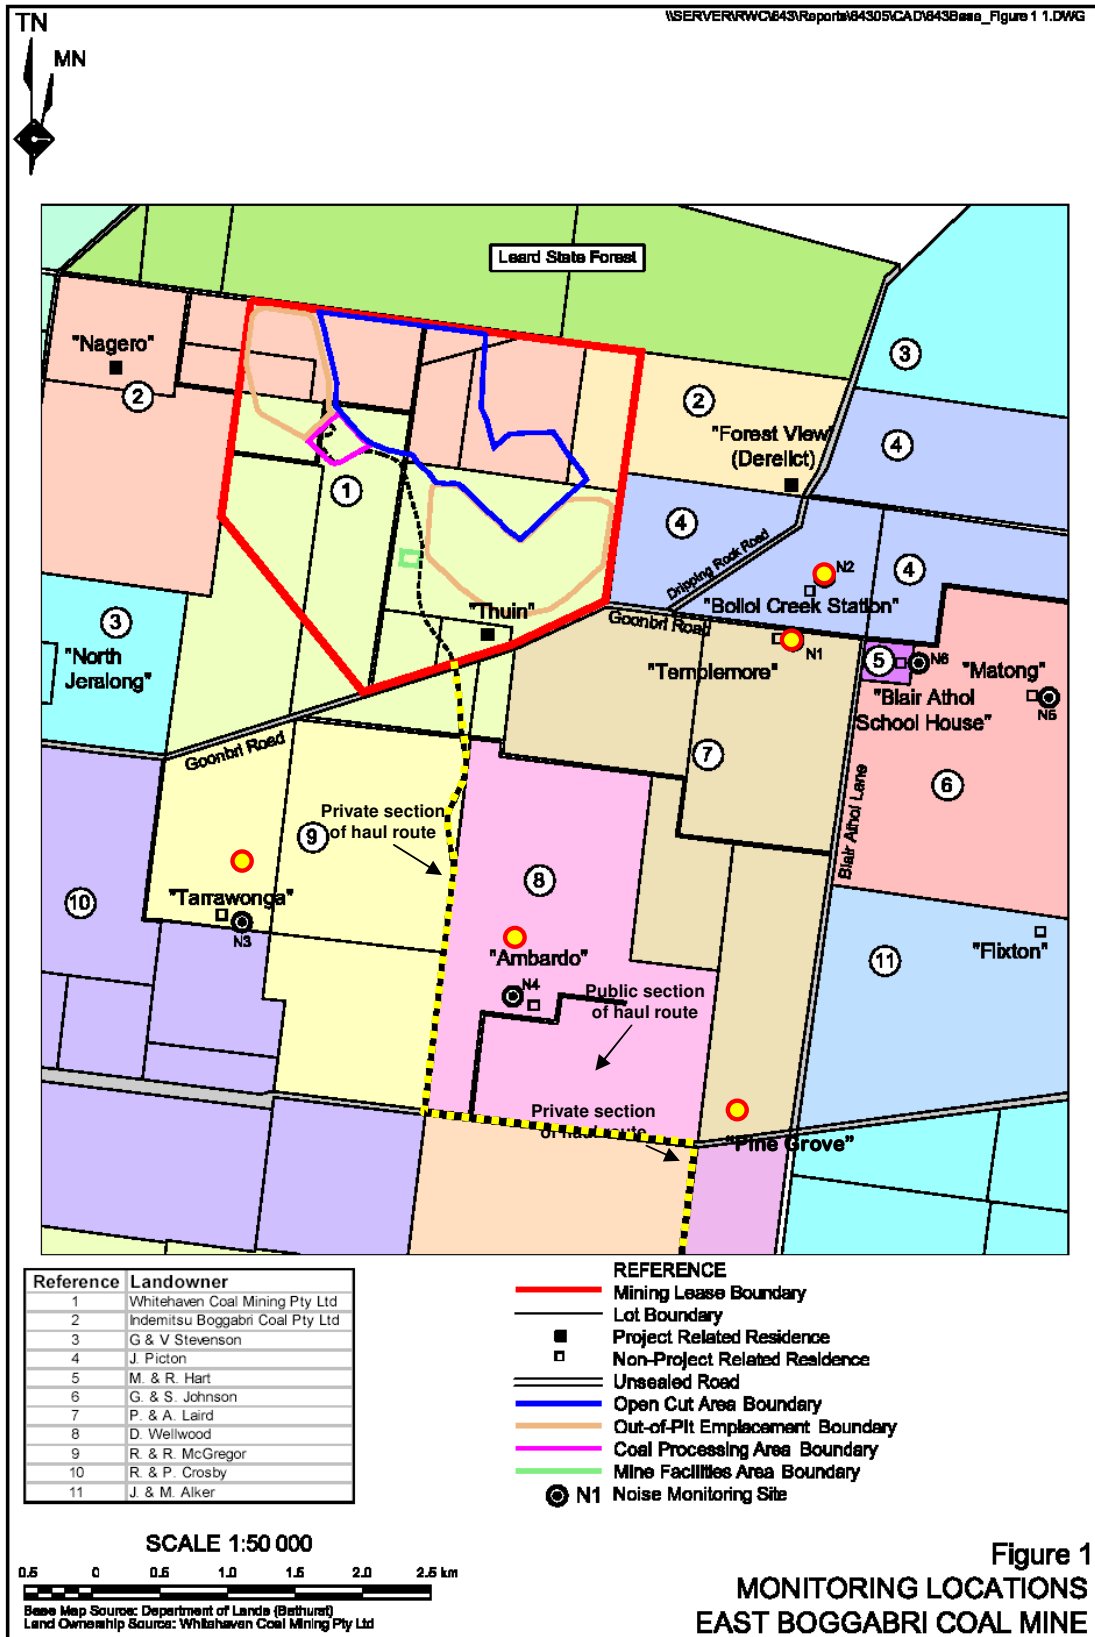 \\SERVER\RWC\643\Reports\64305\CAD\643Base_Figure 1 1.DWG
TN
MN
Leard State Forest
"Nagero"
2
3
2
"Forest View"
(Derelict)
4
1
4
4
Dripping Rock Road
N2
"Bollol Creek Station"
"Thuin"
Goonbri Road
3
"North
Jeralong"
N1
"Templemore"
5
N6
"Matong"
"Blair Athol
School House"
N5
Goonbri Road
7
6
Blair Athol Lane
Private section
of haul route
9
8
10
"Tarrawonga"
N3
"Ambardo"
11
"Flixton"
N4
Public section
of haul route
Private section
of haul route
"Pine Grove"
Reference Landowner
1 Whitehaven Coal Mining Pty Ltd
2 Indemitsu Boggabri Coal Pty Ltd
3 G & V Stevenson
4 J. Picton
5 M. & R. Hart
6 G. & S. Johnson
7 P. & A. Laird
8 D. Wellwood
9 R. & R. McGregor
10 R. & P. Crosby
11 J. & M. Alker
REFERENCE
Mining Lease Boundary
Lot Boundary
Project Related Residence
Non-Project Related Residence
Unsealed Road
Open Cut Area Boundary
Out-of-Pit Emplacement Boundary
Coal Processing Area Boundary
Mine Facilities Area Boundary
N1 Noise Monitoring Site
SCALE 1:50 000
0.5 0 0.5 1.0 1.5 2.0 2.5 km
Base Map Source: Department of Lands (Bathurst)
Land Ownership Source: Whitehaven Coal Mining Pty Ltd
Figure 1
MONITORING LOCATIONS
EAST BOGGABRI COAL MINE